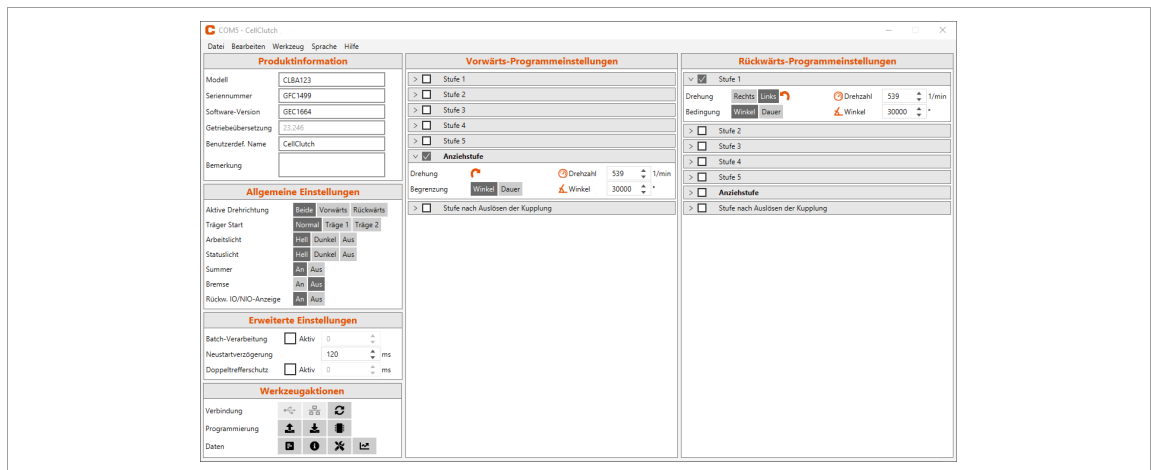 COMS - CellClutch
Datei Bearbeiten Werkzeug Sprache Hilfe
Produktinformation
Modell CLBA123
Seriennummer GFC1499
Software-Version GEC1664
Getriebeübersetzung 23.246
Benutzerdef. Name CellClutch
Bemerkung
Allgemeine Einstellungen
Aktive Drehrichtung Beide Vorwärts Rückwärts
Träger Start Normal Träge 1 Träge 2
Arbeitslicht Hell Dunkel Aus
Statuslicht Hell Dunkel Aus
Summer An Aus
Bremse An Aus
Rückw. IO/NIO-Anzeige An Aus
Erweiterte Einstellungen
Batch-Verarbeitung Aktiv 0
Neustartverzögerung 120 ms
Doppeltrefferschutz Aktiv 0 ms
Werkzeugaktionen
Verbindung
Programmierung
Daten
Vorwärts-Programmeinstellungen
Stufe 1
Stufe 2
Stufe 3
Stufe 4
Stufe 5
Anziehstufe
Drehung Drehzahl 539 1/min
Begrenzung Winkel Dauer Winkel 30000 °
Stufe nach Auslösen der Kupplung
Rückwärts-Programmeinstellungen
Stufe 1
Drehung Rechts Links Drehzahl 539 1/min
Bedingung Winkel Dauer Winkel 30000 °
Stufe 2
Stufe 3
Stufe 4
Stufe 5
Anziehstufe
Stufe nach Auslösen der Kupplung